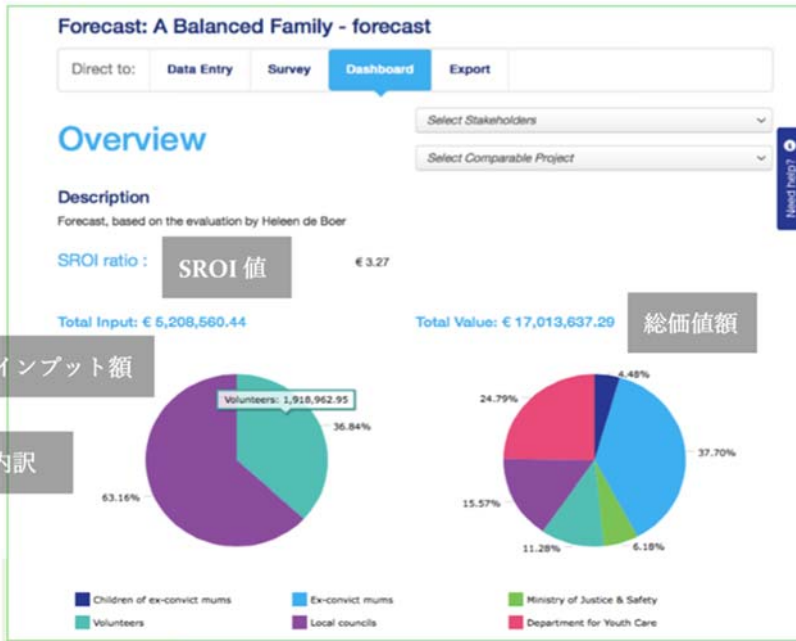 Forecast: A Balanced Family - forecast
Direct to: Data Entry Survey Dashboard Export
Overview
Select Stakeholders
Select Comparable Project
Need help?
Description
Forecast, based on the evaluation by Heleen de Boer
SROI ratio : SROI 値 € 3.27
Total Input: € 5,208,560.44
Total Value: € 17,013,637.29 総価値額
インプット額
内訳
Volunteers: 1,918,962.95
36.84%
63.16%
4.48%
24.79%
37.70%
15.57%
11.28%
6.18%
Children of ex-convict mums Ex-convict mums Ministry of Justice & Safety
Volunteers Local councils Department for Youth Care